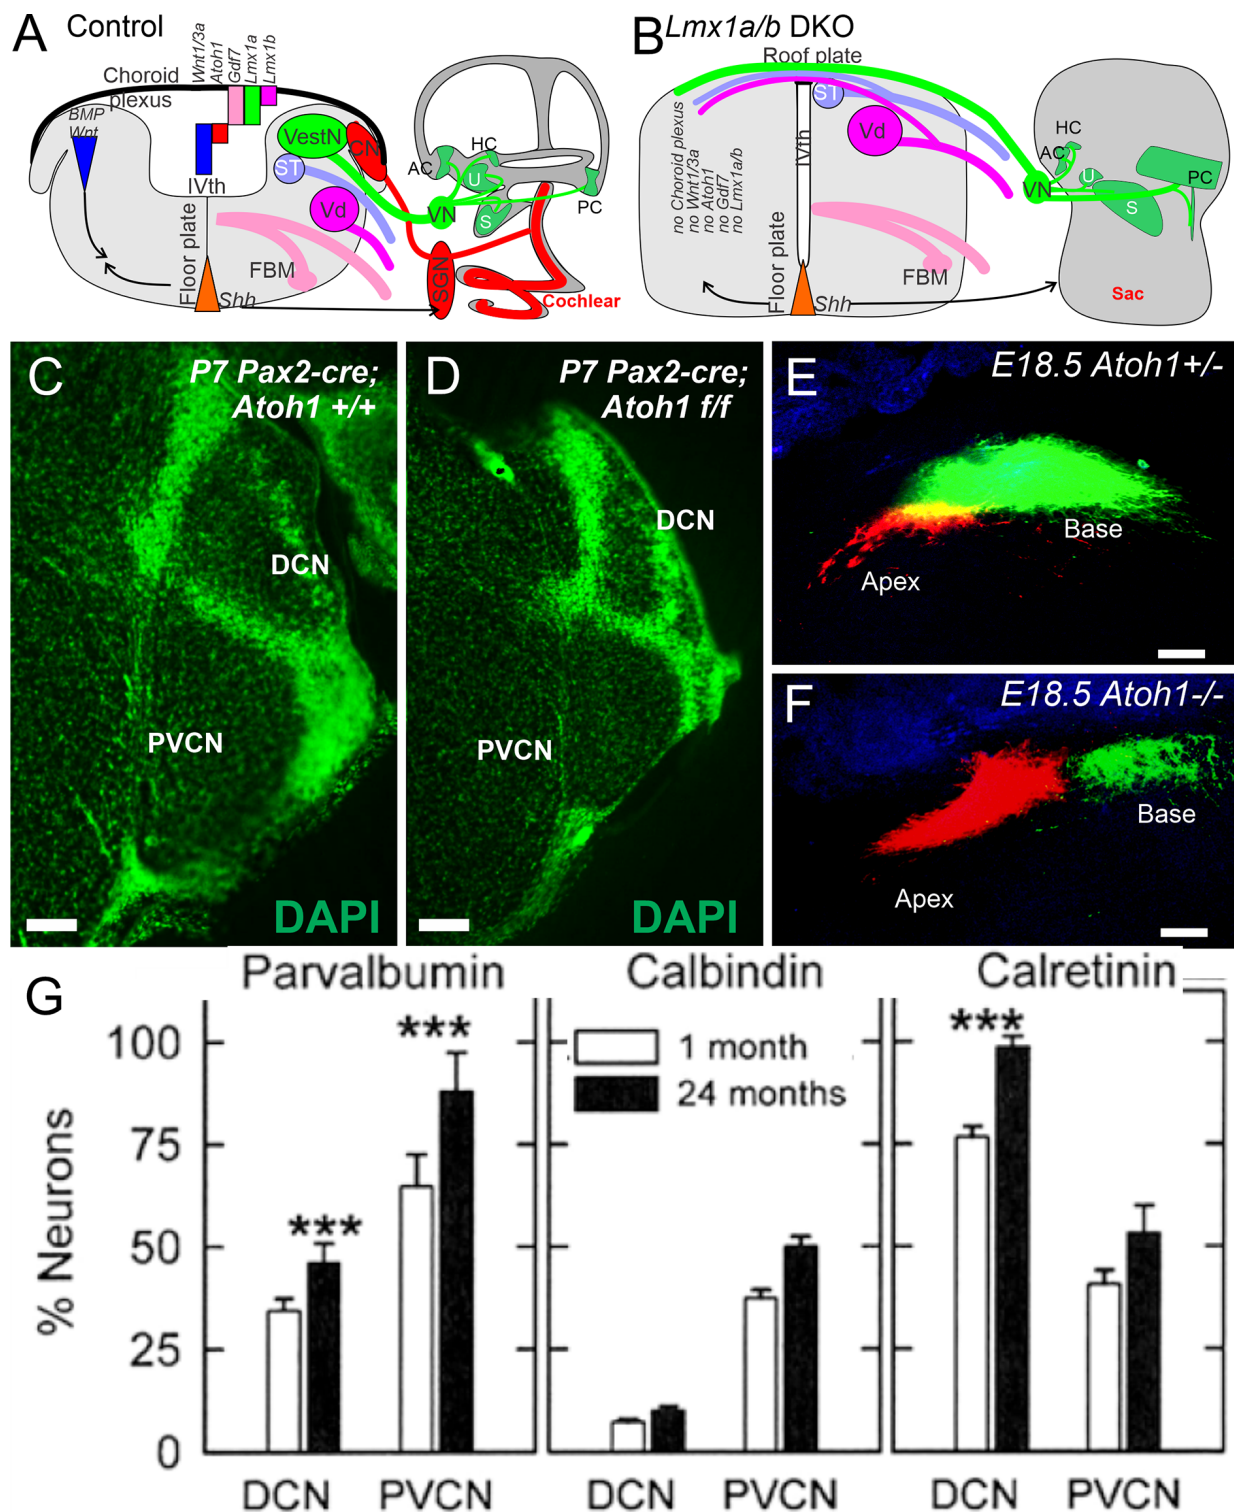 A Control
Wnt1/3a
Atoh1
Gdf7
Lmx1a
Lmx1b
Choroid
plexus
BMP
Wnt
VestN
CN
ST
IVth
Vd
Floor plate
FBM
Shh
AC
HC
U
VN
S
PC
SGN
Cochlear
B Lmx1a/b DKO
Roof plate
ST
Vd
IVth
no Choroid plexus
no Wnt1/3a
no Atoh1
no Gdf7
no Lmx1a/b
Floor plate
FBM
Shh
HC
AC
U
VN
S
PC
Sac
C P7 Pax2-cre;
Atoh1 +/+
DCN
PVCN
DAPI
D P7 Pax2-cre;
Atoh1 f/f
DCN
PVCN
DAPI
E E18.5 Atoh1+/-
Base
Apex
F E18.5 Atoh1-/-
Base
Apex
G Parvalbumin Calbindin Calretinin
% Neurons
100
75
50
25
0
*** *** ***
1 month
24 months
DCN PVCN DCN PVCN DCN PVCN